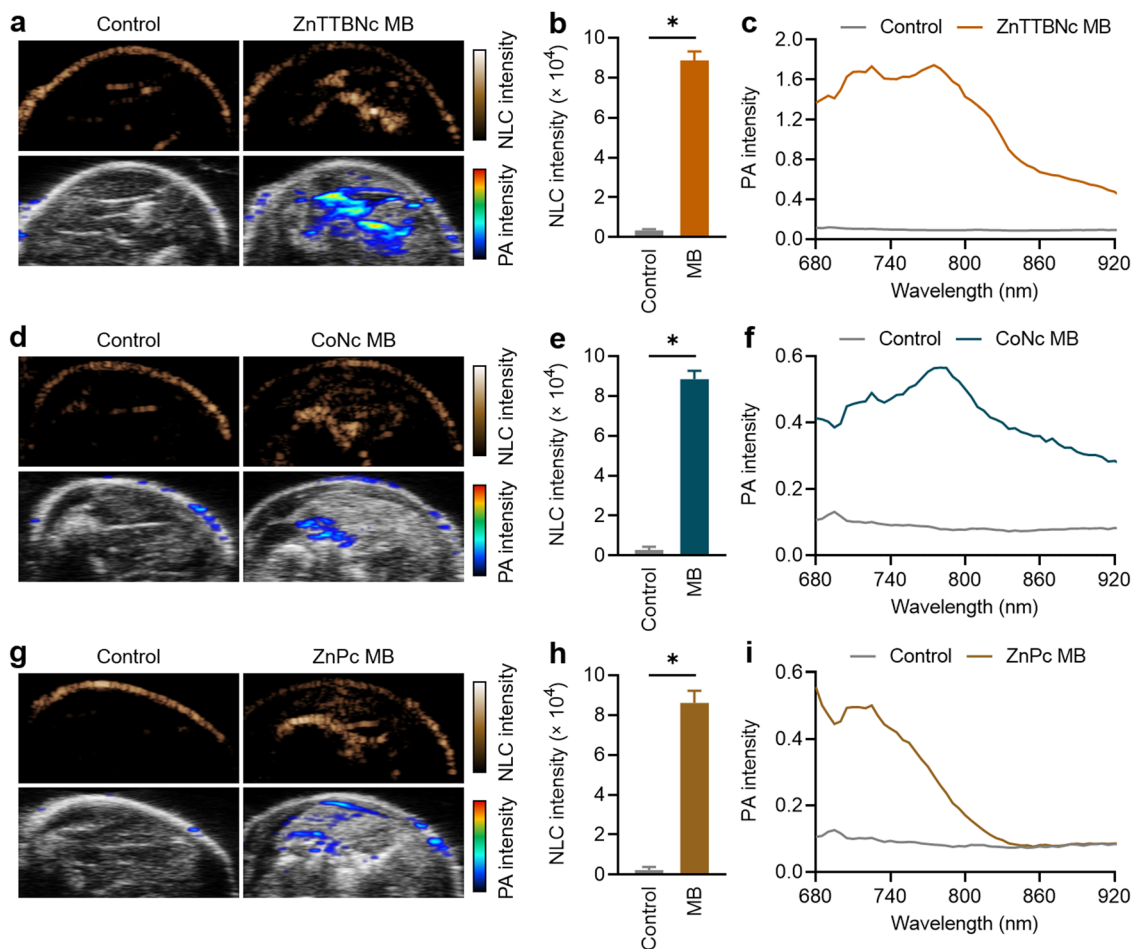 a
Control
ZnTTBNc MB
NLC intensity
PA intensity
b
*
NLC intensity (× 10⁴)
10
8
6
4
2
0
Control
MB
c
Control
ZnTTBNc MB
PA intensity
2.0
1.6
1.2
0.8
0.4
0.0
680 740 800 860 920
Wavelength (nm)
d
Control
CoNc MB
NLC intensity
PA intensity
e
*
NLC intensity (× 10⁴)
10
8
6
4
2
0
Control
MB
f
Control
CoNc MB
PA intensity
0.6
0.4
0.2
0.0
680 740 800 860 920
Wavelength (nm)
g
Control
ZnPc MB
NLC intensity
PA intensity
h
*
NLC intensity (× 10⁴)
10
8
6
4
2
0
Control
MB
i
Control
ZnPc MB
PA intensity
0.6
0.4
0.2
0.0
680 740 800 860 920
Wavelength (nm)